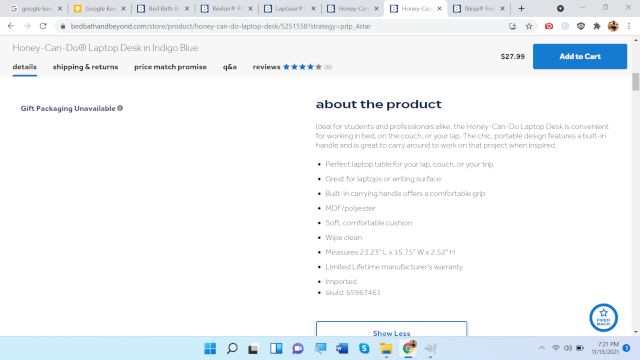 google keep
Google Kee
Bed Bath B
Revlon® P
LapGear®
Honey-Can
Honey-Can
Ninja® Fo
bedbathandbeyond.com/store/product/honey-can-do-laptop-desk/5251558?strategy=pdp_4star
Honey-Can-Do® Laptop Desk in Indigo Blue
$27.99
Add to Cart
details
shipping & returns
price match promise
q&a
reviews
(8)
Gift Packaging Unavailable
about the product
Ideal for students and professionals alike, the Honey-Can-Do Laptop Desk is convenient
for working in bed, on the couch, or your lap. The chic, portable design features a built-in
handle and is great to carry around to work on that project when inspired.
• Perfect laptop table for your lap, couch, or your trip
• Great for laptops or writing surface
• Built-in carrying handle offers a comfortable grip
• MDF/polyester
• Soft, comfortable cushion
• Wipe clean
• Measures 23.23" L x 15.75" W x 2.52" H
• Limited Lifetime manufacturer's warranty
• Imported
• skuId: 65967461
FEED
BACK
Show Less
7:21 PM
11/13/2021